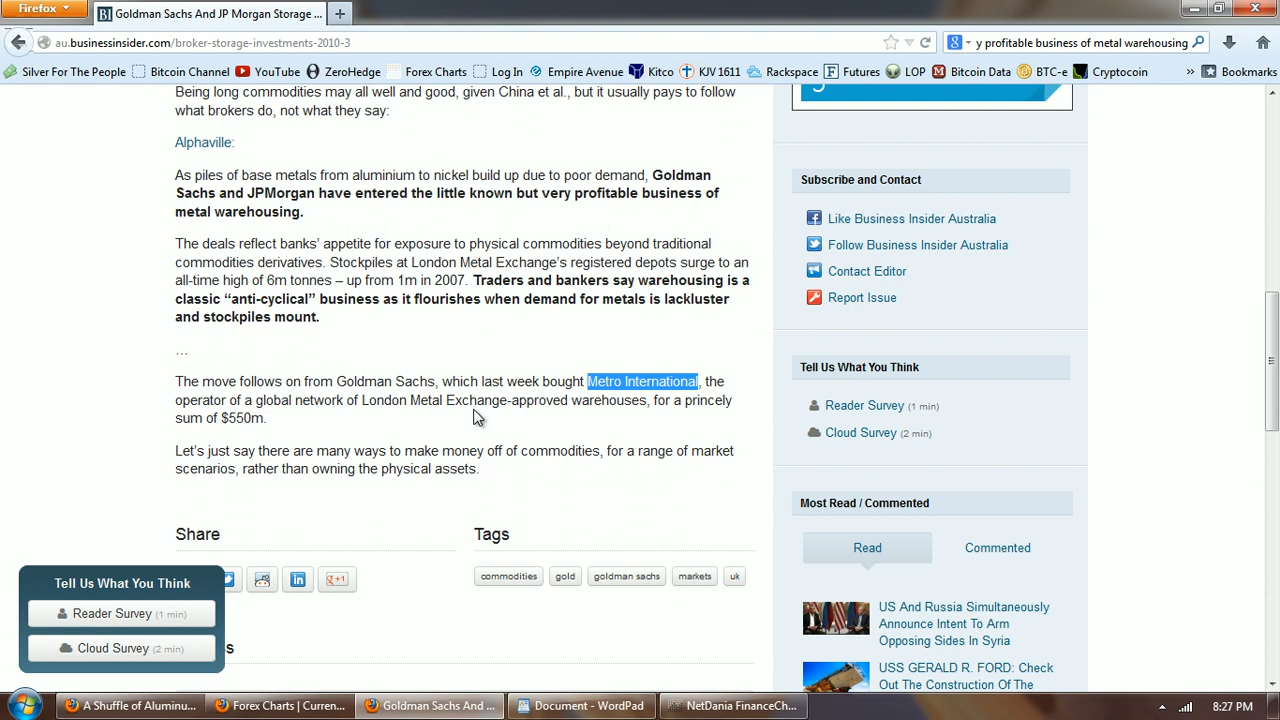 Firefox
Goldman Sachs And JP Morgan Storage ...
au.businessinsider.com/broker-storage-investments-2010-3
y profitable business of metal warehousing
Silver For The People
Bitcoin Channel
YouTube
ZeroHedge
Forex Charts
Log In
Empire Avenue
Kitco
KJV 1611
Rackspace
Futures
LOP
Bitcoin Data
BTC-e
Cryptocoin
»
Bookmarks
Being long commodities may all well and good, given China et al., but it usually pays to follow
what brokers do, not what they say:
Alphaville:
As piles of base metals from aluminium to nickel build up due to poor demand, Goldman
Sachs and JPMorgan have entered the little known but very profitable business of
metal warehousing.
The deals reflect banks' appetite for exposure to physical commodities beyond traditional
commodities derivatives. Stockpiles at London Metal Exchange's registered depots surge to an
all-time high of 6m tonnes – up from 1m in 2007. Traders and bankers say warehousing is a
classic "anti-cyclical" business as it flourishes when demand for metals is lackluster
and stockpiles mount.
…
The move follows on from Goldman Sachs, which last week bought Metro International, the
operator of a global network of London Metal Exchange-approved warehouses, for a princely
sum of $550m.
Let's just say there are many ways to make money off of commodities, for a range of market
scenarios, rather than owning the physical assets.
Share
Tags
commodities
gold
goldman sachs
markets
uk
Tell Us What You Think
Reader Survey (1 min)
Cloud Survey (2 min)
Subscribe and Contact
Like Business Insider Australia
Follow Business Insider Australia
Contact Editor
Report Issue
Tell Us What You Think
Reader Survey (1 min)
Cloud Survey (2 min)
Most Read / Commented
Read
Commented
US And Russia Simultaneously
Announce Intent To Arm
Opposing Sides In Syria
USS GERALD R. FORD: Check
Out The Construction Of The
A Shuffle of Aluminu...
Forex Charts | Curren...
Goldman Sachs And ...
Document - WordPad
NetDania FinanceCh...
8:27 PM